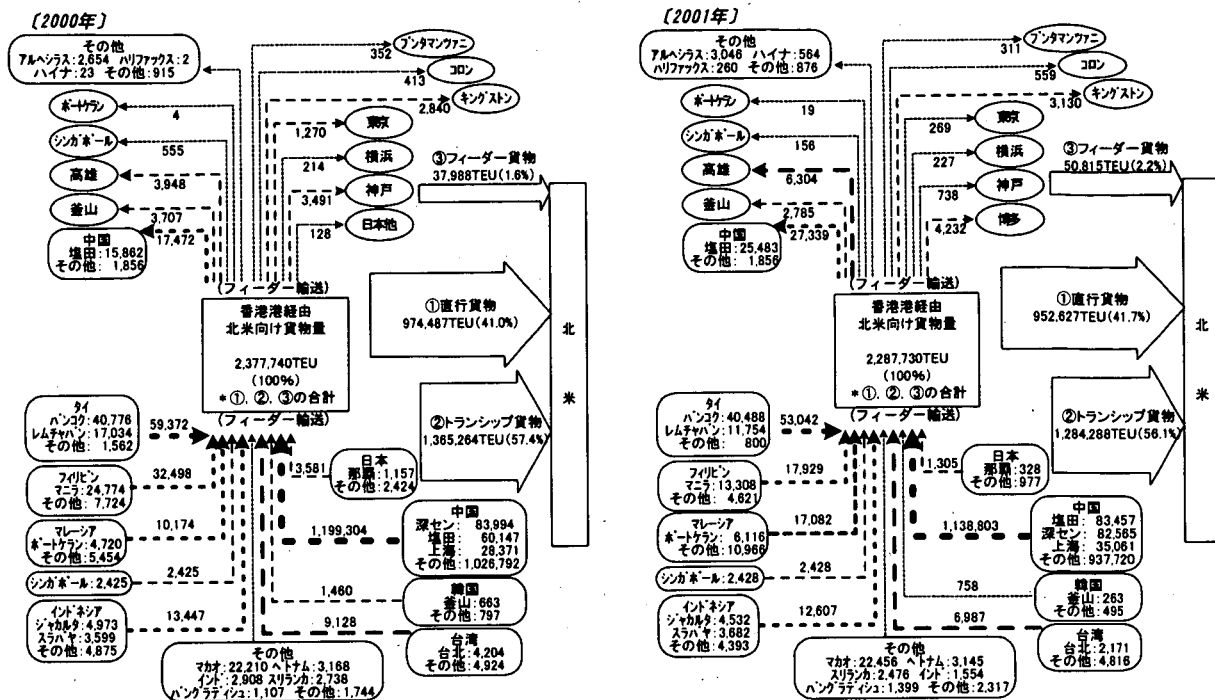 〔2000年〕
その他
アルヘシラス:2,654 ハリファックス:2
ハイナ:23 その他:915
352
プンタマンヴァニ
413
コロン
2,840
キングストン
ポートケラン
4
シンガポール
555
高雄
3,948
釜山
3,707
17,472
中国
塩田:15,862
その他: 1,856
1,270
東京
214
横浜
3,491
神戸
128
日本他
③フィーダー貨物
37,988TEU(1.6%)
(フィーダー輸送)
香港港経由
北米向け貨物量
2,377,740TEU
(100%)
*①、②、③の合計
(フィーダー輸送)
①直行貨物
974,487TEU(41.0%)
②トランシップ貨物
1,365,264TEU(57.4%)
北
米
タイ
バンコク:40,776
レムチャバン:17,034
その他: 1,562
59,372
フィリピン
マニラ:24,774
その他: 7,724
32,498
マレーシア
ポートケラン:4,720
その他:5,454
10,174
シンガポール:2,425
2,425
インドネシア
ジャカルタ:4,973
スラバヤ:3,599
その他:4,875
13,447
3,581
日本
那覇:1,157
その他:2,424
1,199,304
中国
深セン: 83,994
塩田: 60,147
上海: 28,371
その他:1,026,792
1,460
韓国
釜山:663
その他:797
9,128
台湾
台北:4,204
その他:4,924
その他
マカオ:22,210 ベトナム:3,168
インド:2,908 スリランカ:2,738
バングラディシュ:1,107 その他:1,744
〔2001年〕
その他
アルヘシラス:3,046 ハイナ:564
ハリファックス:260 その他:876
311
プンタマンヴァニ
559
コロン
3,130
キングストン
ポートケラン
19
シンガポール
156
高雄
6,304
釜山
2,785
27,339
中国
塩田:25,483
その他: 1,856
269
東京
227
横浜
738
神戸
4,232
博多
③フィーダー貨物
50,815TEU(2.2%)
(フィーダー輸送)
香港港経由
北米向け貨物量
2,287,730TEU
(100%)
*①、②、③の合計
(フィーダー輸送)
①直行貨物
952,627TEU(41.7%)
②トランシップ貨物
1,284,288TEU(56.1%)
北
米
タイ
バンコク:40,488
レムチャバン:11,754
その他: 800
53,042
フィリピン
マニラ:13,308
その他: 4,621
17,929
マレーシア
ポートケラン: 6,116
その他:10,966
17,082
シンガポール:2,428
2,428
インドネシア
ジャカルタ:4,532
スラバヤ:3,682
その他:4,393
12,607
1,305
日本
那覇:328
その他:977
1,138,803
中国
塩田: 83,457
深セン: 82,565
上海: 35,061
その他:937,720
758
韓国
釜山:263
その他:495
6,987
台湾
台北:2,171
その他:4,816
その他
マカオ:22,456 ベトナム:3,145
スリランカ:2,476 インド:1,554
バングラディシュ:1,399 その他:2,317